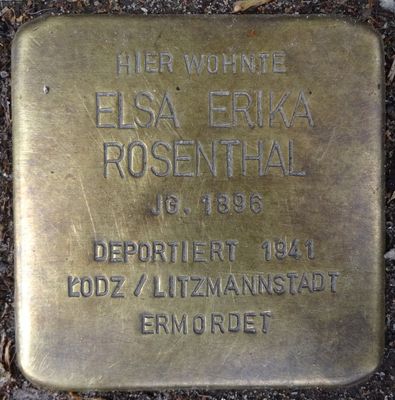 HIER WOHNTE
ELSA ERIKA
ROSENTHAL
JG. 1896
DEPORTIERT 1941
ŁODZ / LITZMANNSTADT
ERMORDET